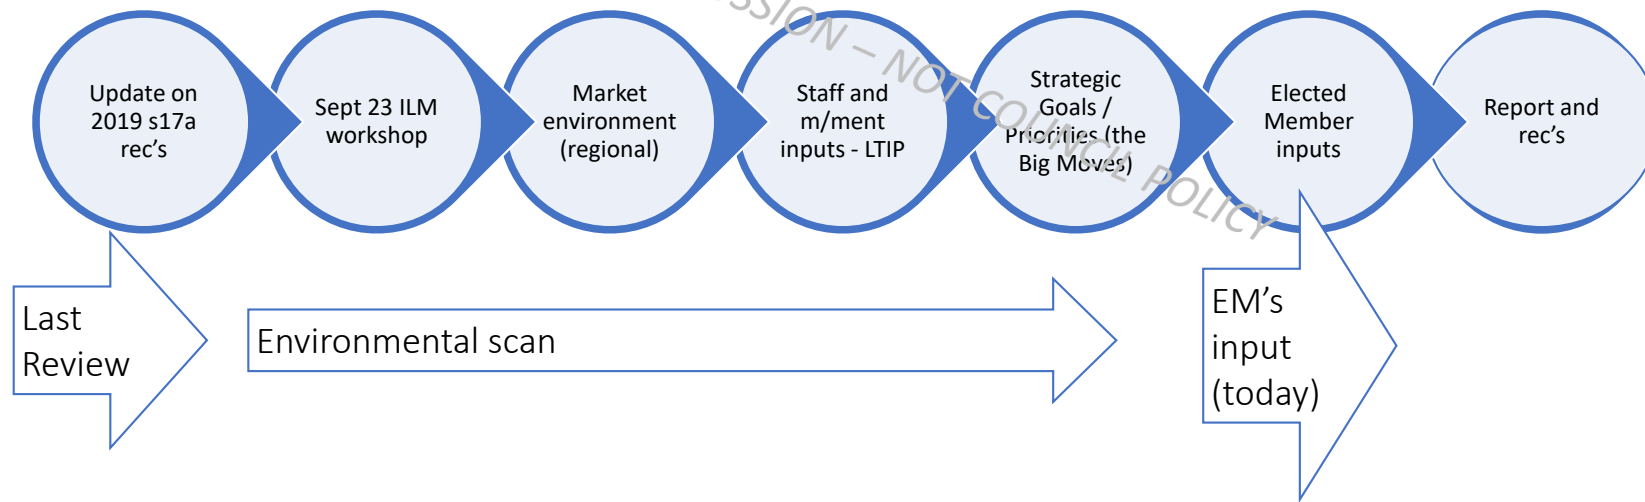 Update on
2019 s17a
rec's
Sept 23 ILM
workshop
Market
environment
(regional)
Staff and
m/ment
inputs - LTIP
Strategic
Goals /
Priorities (the
Big Moves)
Elected
Member
inputs
Report and
rec's
– NOT COUNCIL POLICY
Last
Review
Environmental scan
EM's
input
(today)